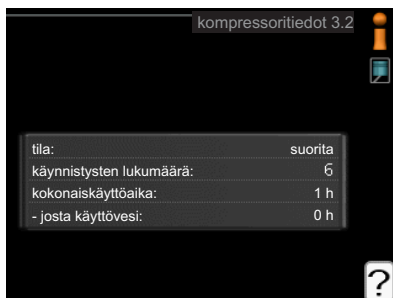 kompressoritiedot 3.2
tila: suorita
käynnistysten lukumäärä: 6
kokonaiskäyttöaika: 1 h
- josta käyttövesi: 0 h
?